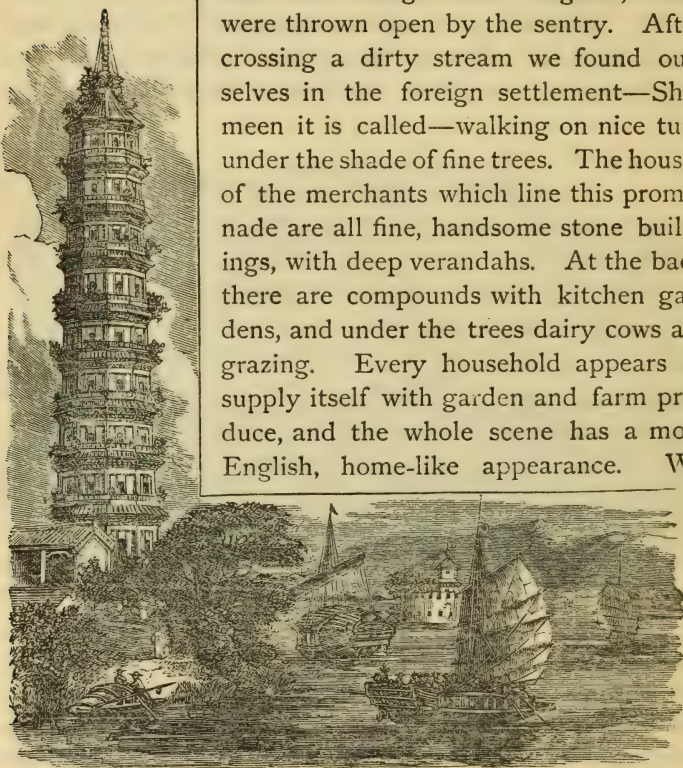 were thrown open by the sentry. Aft
crossing a dirty stream we found ou
selves in the foreign settlement—Sh
meen it is called—walking on nice tu
under the shade of fine trees. The hous
of the merchants which line this prom
nade are all fine, handsome stone buil
ings, with deep verandahs. At the bac
there are compounds with kitchen ga
dens, and under the trees dairy cows a
grazing. Every household appears
supply itself with garden and farm pr
duce, and the whole scene has a mo
English, home-like appearance. W